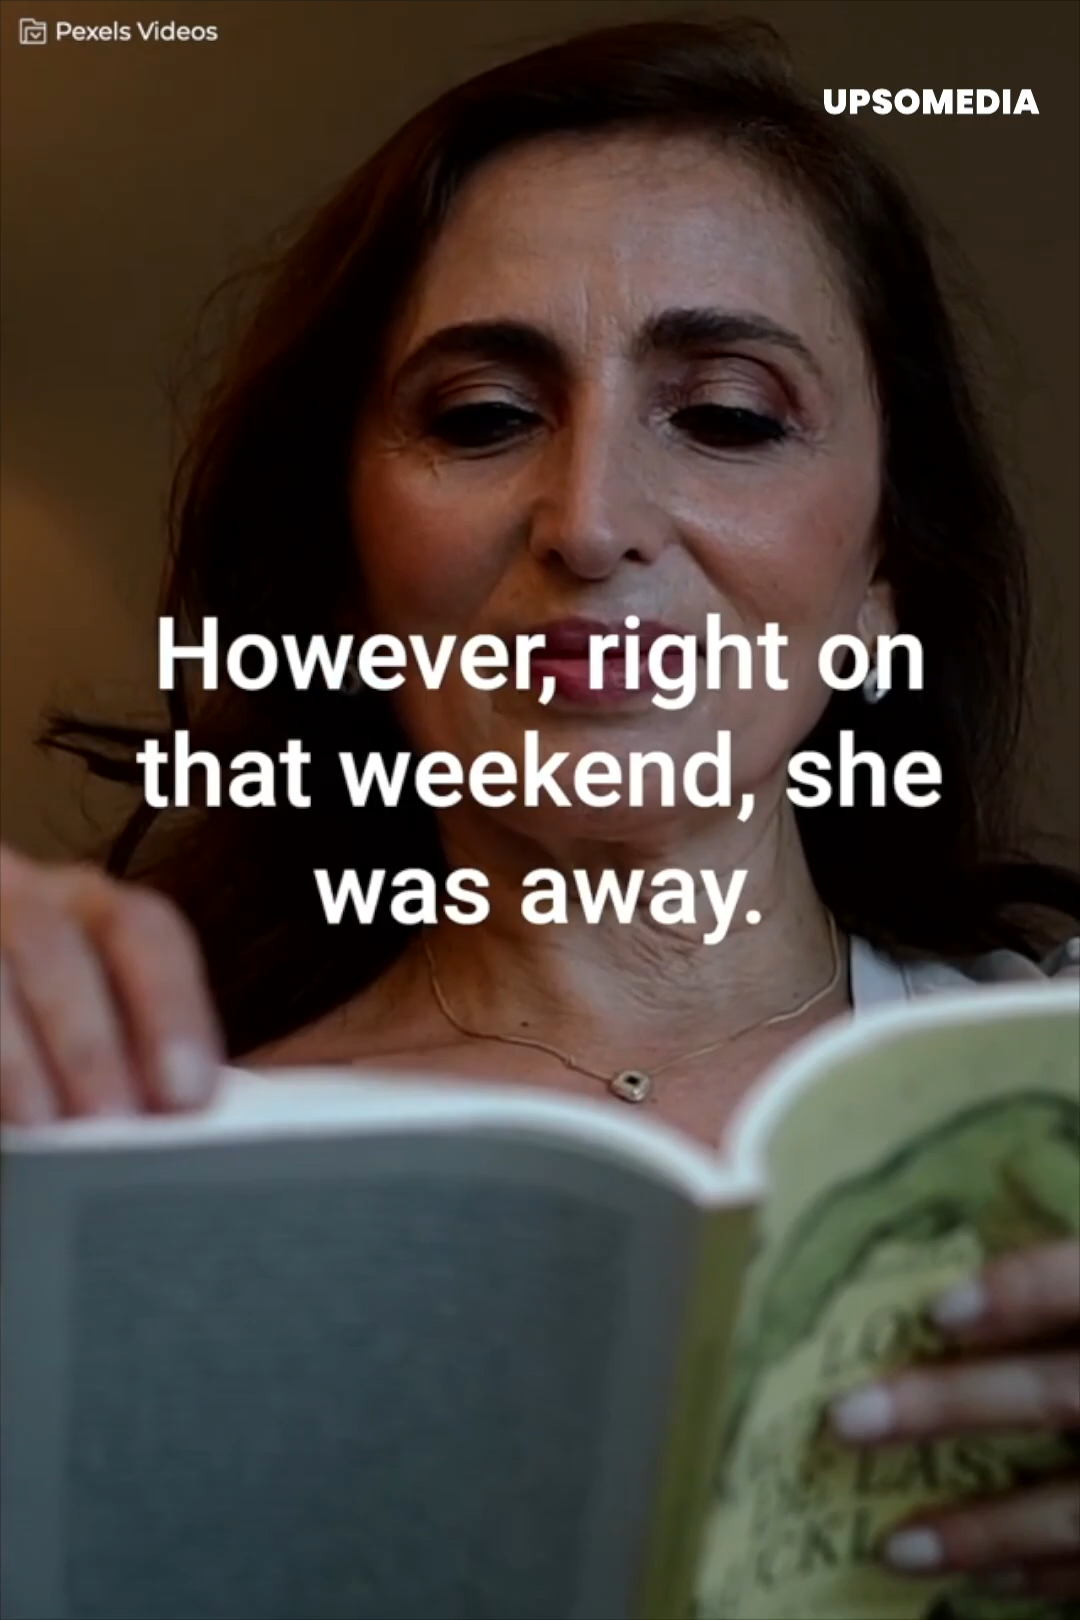 Pexels Videos
UPSOMEDIA
However, right on
that weekend, she
was away.